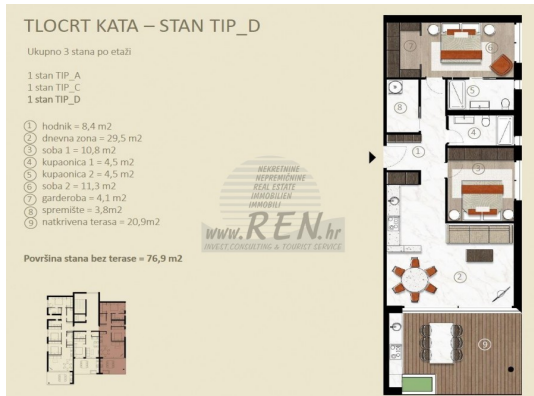 TLOCRT KATA – STAN TIP_D
Ukupno 3 stana po etaži
1 stan TIP_A
1 stan TIP_C
1 stan TIP_D
1 hodnik = 8,4 m2
2 dnevna zona = 29,5 m2
3 soba 1 = 10,8 m2
4 kupaonica 1 = 4,5 m2
5 kupaonica 2 = 4,5 m2
6 soba 2 = 11,3 m2
7 garderoba = 4,1 m2
8 spremište = 3,8m2
9 natkrivena terasa = 20,9m2
Površina stana bez terase = 76,9 m2
NEKRETNINE
NEPREMIČNINE
REAL ESTATE
IMMOBILIEN
IMMOBILI
www.REN.hr
INVEST, CONSULTING & TOURIST SERVICE
7
6
5
8
4
1
3
2
9